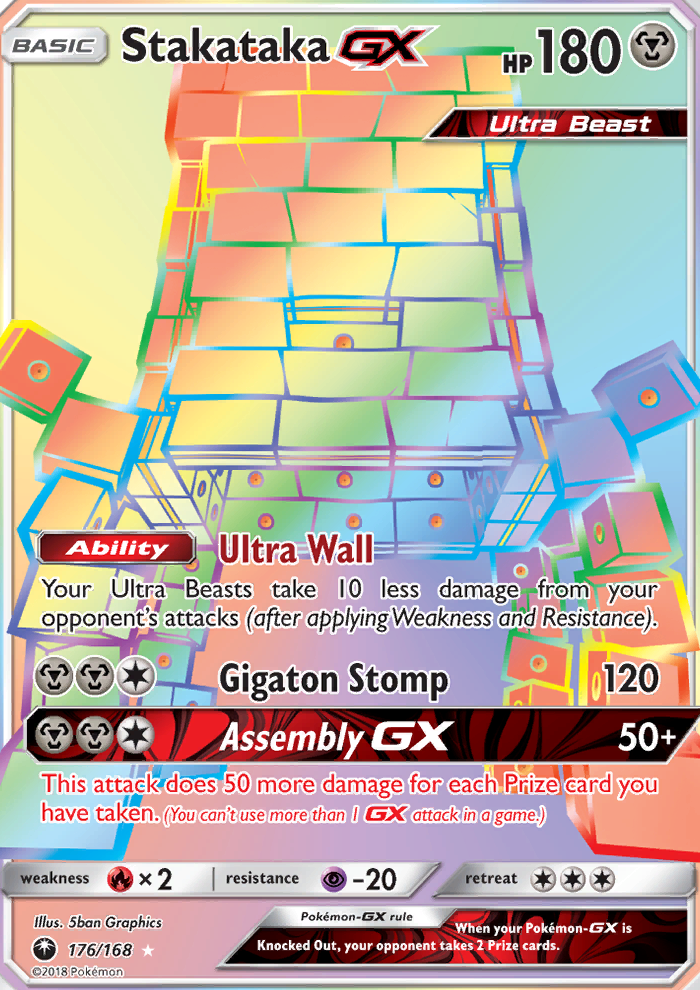 BASIC Stakataka GX HP 180
Ultra Beast
Ability Ultra Wall
Your Ultra Beasts take 10 less damage from your
opponent's attacks (after applying Weakness and Resistance).
Gigaton Stomp 120
Assembly GX 50+
This attack does 50 more damage for each Prize card you
have taken. (You can't use more than 1 GX attack in a game.)
weakness ×2 resistance -20 retreat
Illus. 5ban Graphics
176/168
©2018 Pokémon
Pokémon-GX rule
When your Pokémon-GX is
Knocked Out, your opponent takes 2 Prize cards.